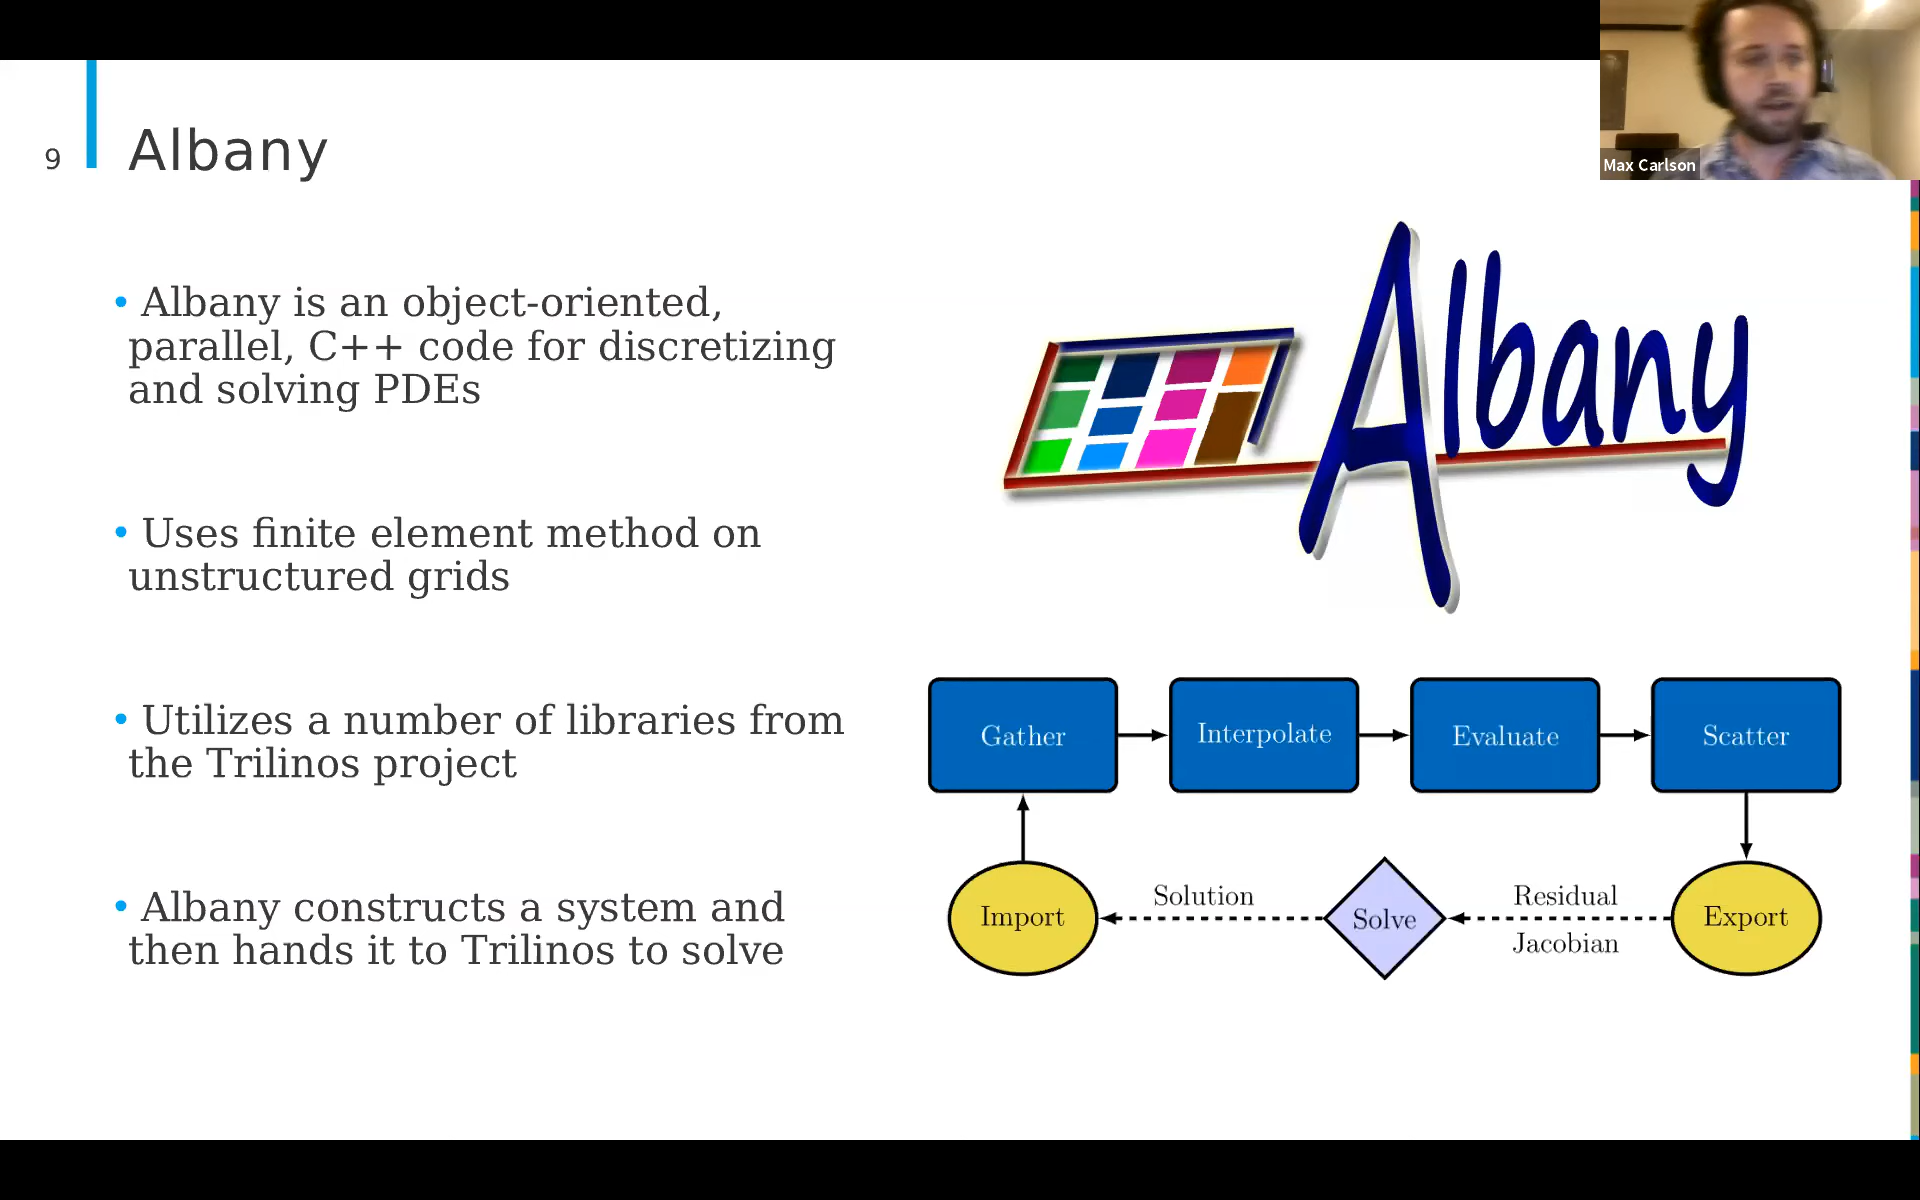 Max Carlson
9
Albany
• Albany is an object-oriented,
parallel, C++ code for discretizing
and solving PDEs
• Uses finite element method on
unstructured grids
• Utilizes a number of libraries from
the Trilinos project
• Albany constructs a system and
then hands it to Trilinos to solve
Albany
Gather
Interpolate
Evaluate
Scatter
Import
Solution
Solve
Residual
Jacobian
Export